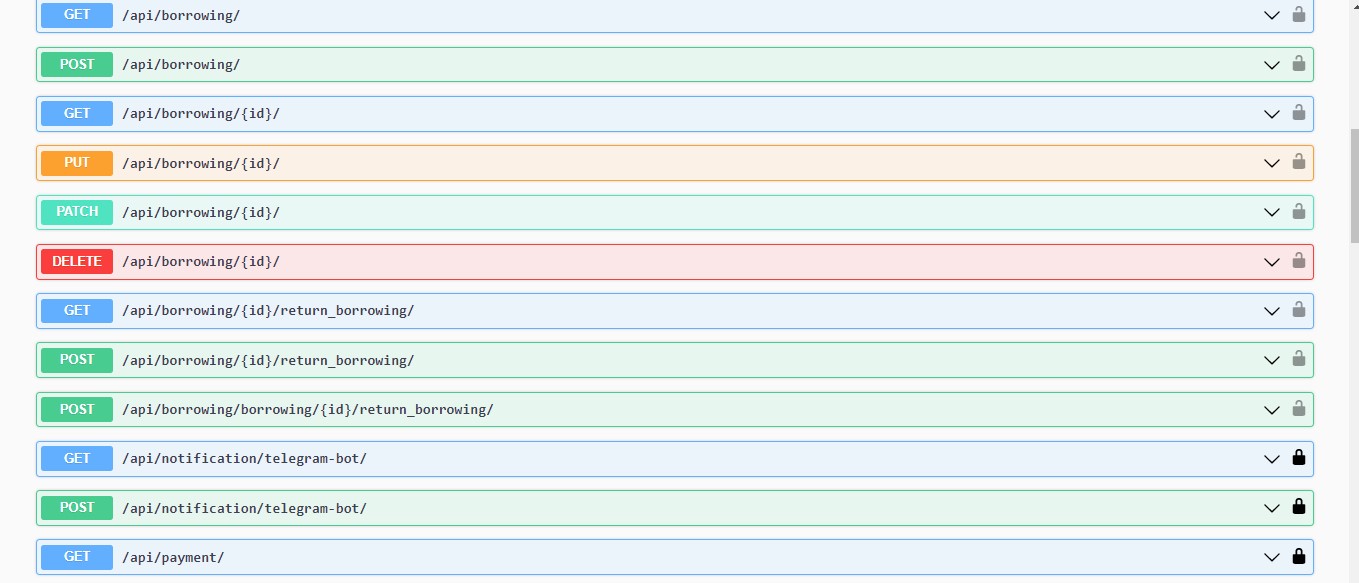 GET /api/borrowing/
POST /api/borrowing/
GET /api/borrowing/{id}/
PUT /api/borrowing/{id}/
PATCH /api/borrowing/{id}/
DELETE /api/borrowing/{id}/
GET /api/borrowing/{id}/return_borrowing/
POST /api/borrowing/{id}/return_borrowing/
POST /api/borrowing/borrowing/{id}/return_borrowing/
GET /api/notification/telegram-bot/
POST /api/notification/telegram-bot/
GET /api/payment/